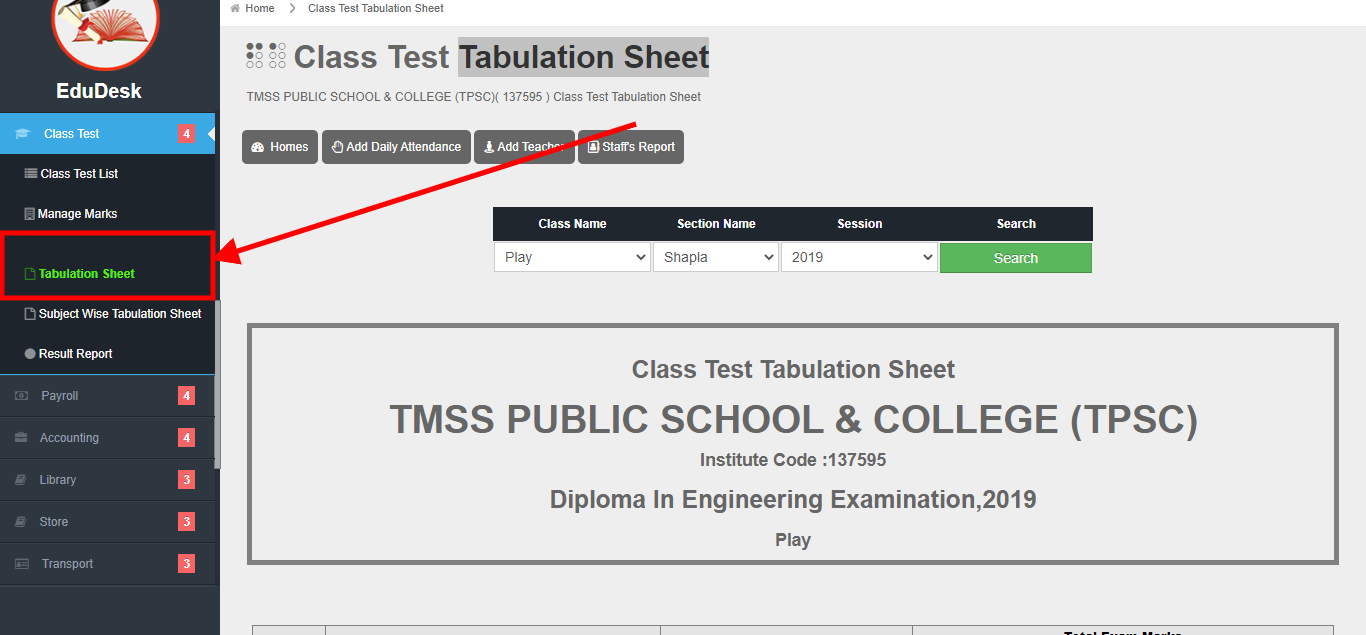 Home
Class Test Tabulation Sheet
EduDesk
Class Test 4
Class Test List
Manage Marks
Tabulation Sheet
Subject Wise Tabulation Sheet
Result Report
Payroll 4
Accounting 4
Library 3
Store 3
Transport 3
Class Test Tabulation Sheet
TMSS PUBLIC SCHOOL & COLLEGE (TPSC)( 137595 ) Class Test Tabulation Sheet
Homes Add Daily Attendance Add Teacher Staff's Report
Class Name Section Name Session Search
Play Shapla 2019 Search
Class Test Tabulation Sheet
TMSS PUBLIC SCHOOL & COLLEGE (TPSC)
Institute Code :137595
Diploma In Engineering Examination,2019
Play
Total Exam Marks